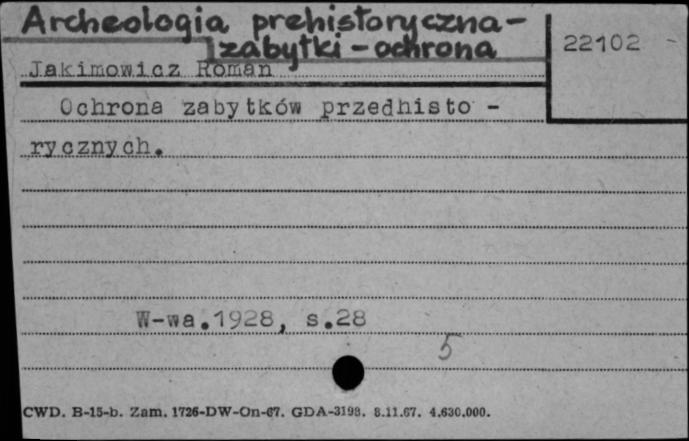 Archeologia prehistoryczna-
zabytki - ochrona
22102 -
Jakimowicz Roman
Ochrona zabytków przedhisto -
rycznych.
W-wa.1928, s.28
5
CWD. B-15-b. Zam. 1726-DW-On-67. GDA-3198. 8.11.67. 4.630.000.